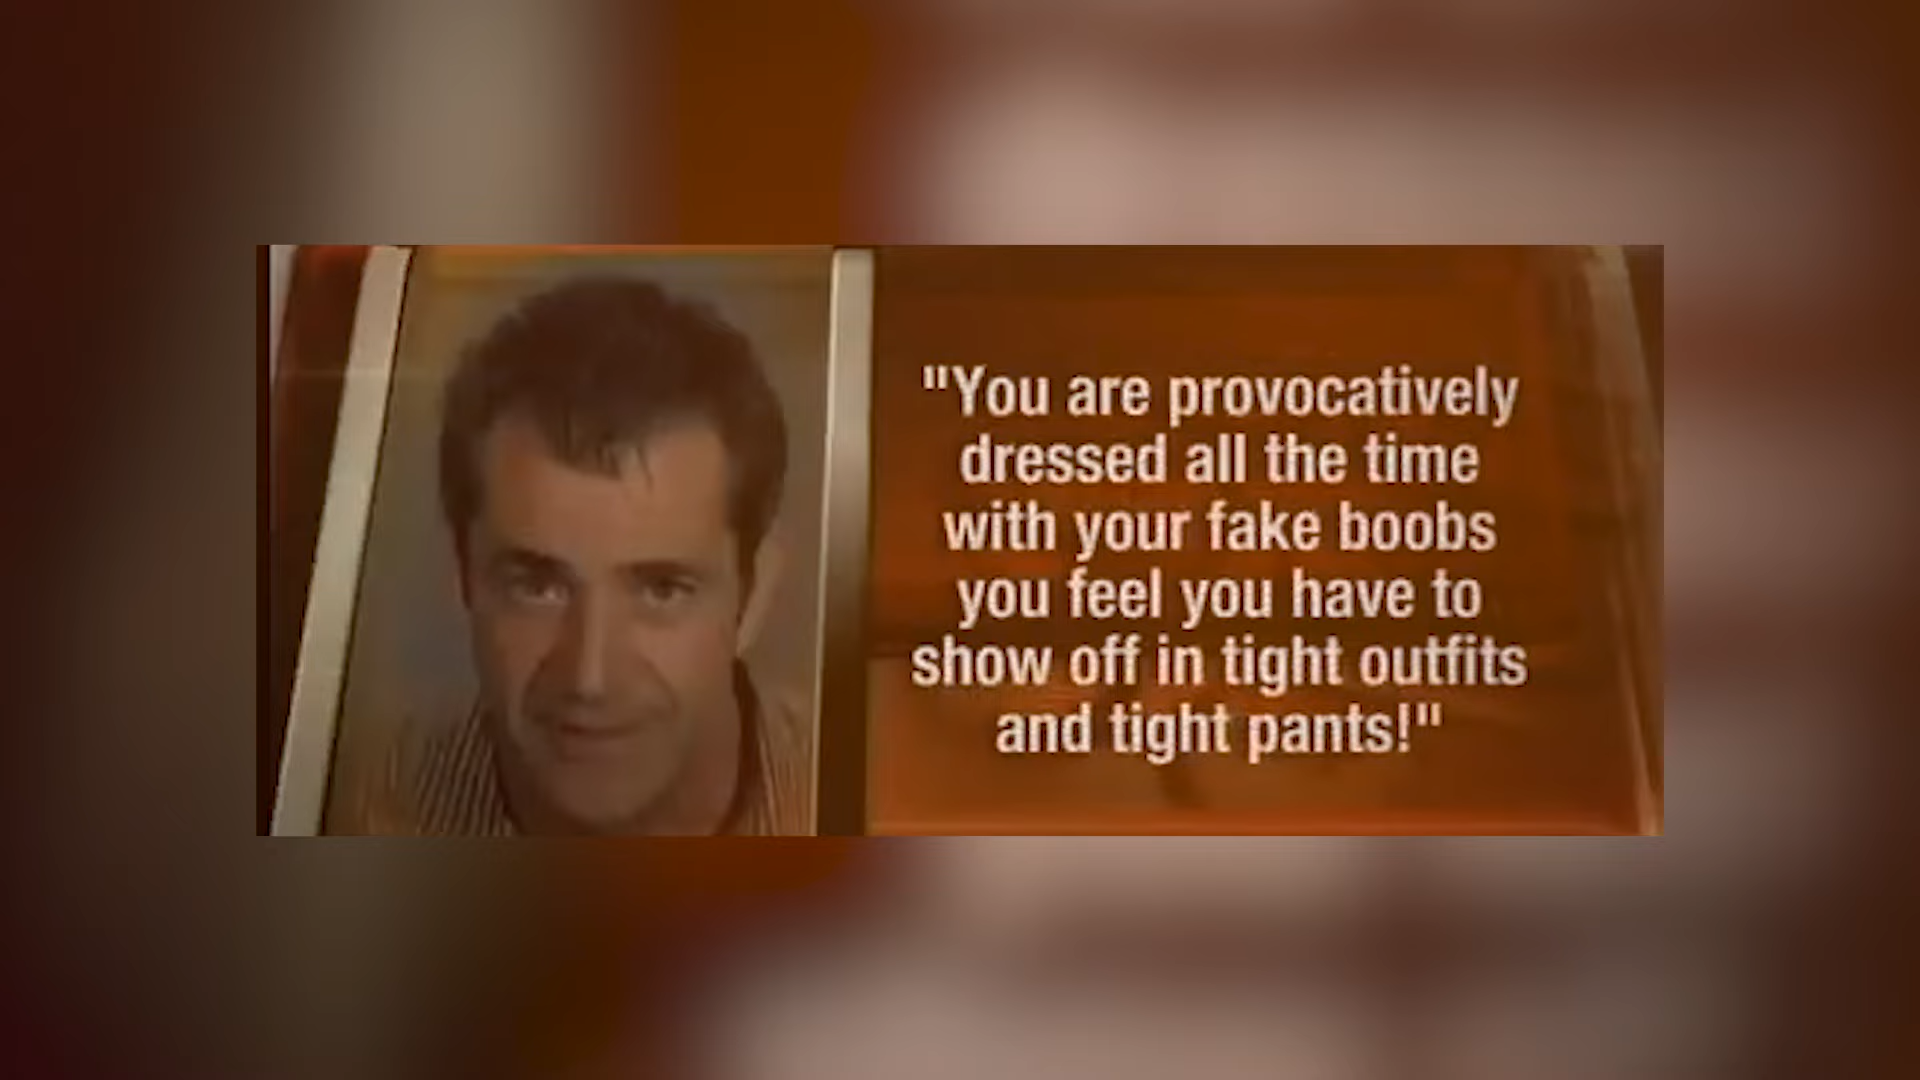 "You are provocatively
dressed all the time
with your fake boobs
you feel you have to
show off in tight outfits
and tight pants!"